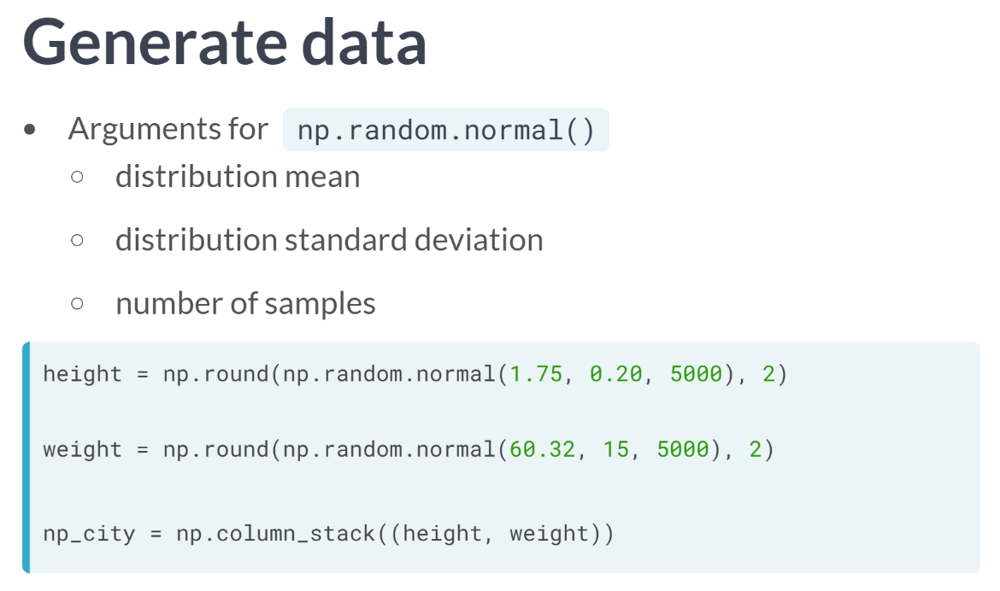 Generate data
Arguments for np.random.normal()
distribution mean
distribution standard deviation
number of samples
height = np.round(np.random.normal(1.75, 0.20, 5000), 2)
weight = np.round(np.random.normal(60.32, 15, 5000), 2)
np_city = np.column_stack((height, weight))